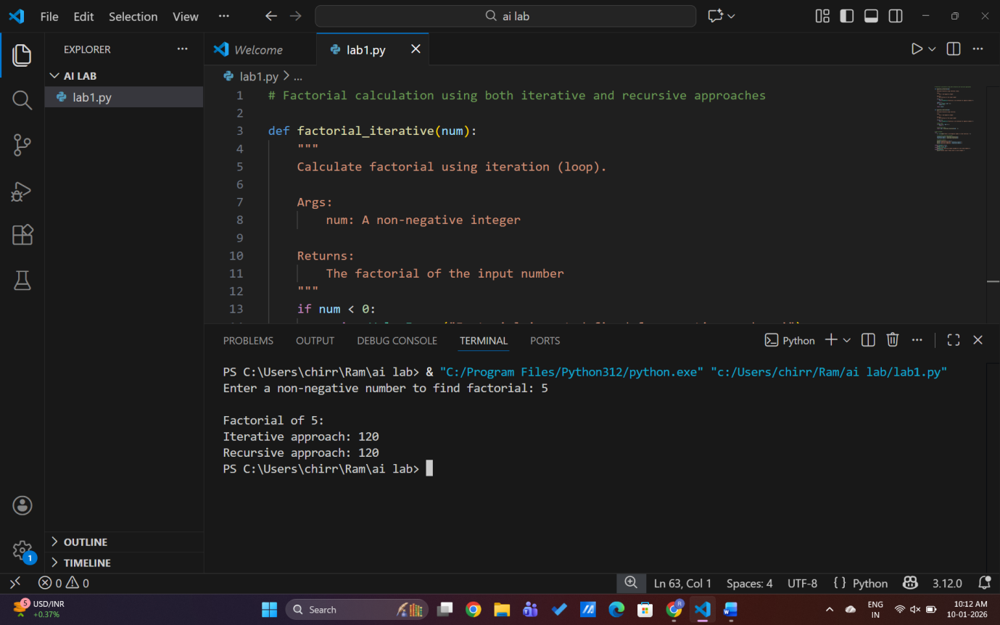 File Edit Selection View ···
ai lab
EXPLORER
Welcome
lab1.py
AI LAB
lab1.py
lab1.py > ...
1 # Factorial calculation using both iterative and recursive approaches
2
3 def factorial_iterative(num):
4 """
5 Calculate factorial using iteration (loop).
6
7 Args:
8 num: A non-negative integer
9
10 Returns:
11 The factorial of the input number
12 """
13 if num < 0:
PROBLEMS OUTPUT DEBUG CONSOLE TERMINAL PORTS
Python
PS C:\Users\chirr\Ram\ai lab> & "C:/Program Files/Python312/python.exe" "c:/Users/chirr/Ram/ai lab/lab1.py"
Enter a non-negative number to find factorial: 5
Factorial of 5:
Iterative approach: 120
Recursive approach: 120
PS C:\Users\chirr\Ram\ai lab>
OUTLINE
TIMELINE
1
0 0
Ln 63, Col 1 Spaces: 4 UTF-8 { } Python 3.12.0
5
USD/INR
+0.37%
Search
ENG
IN
10:12 AM
10-01-2026